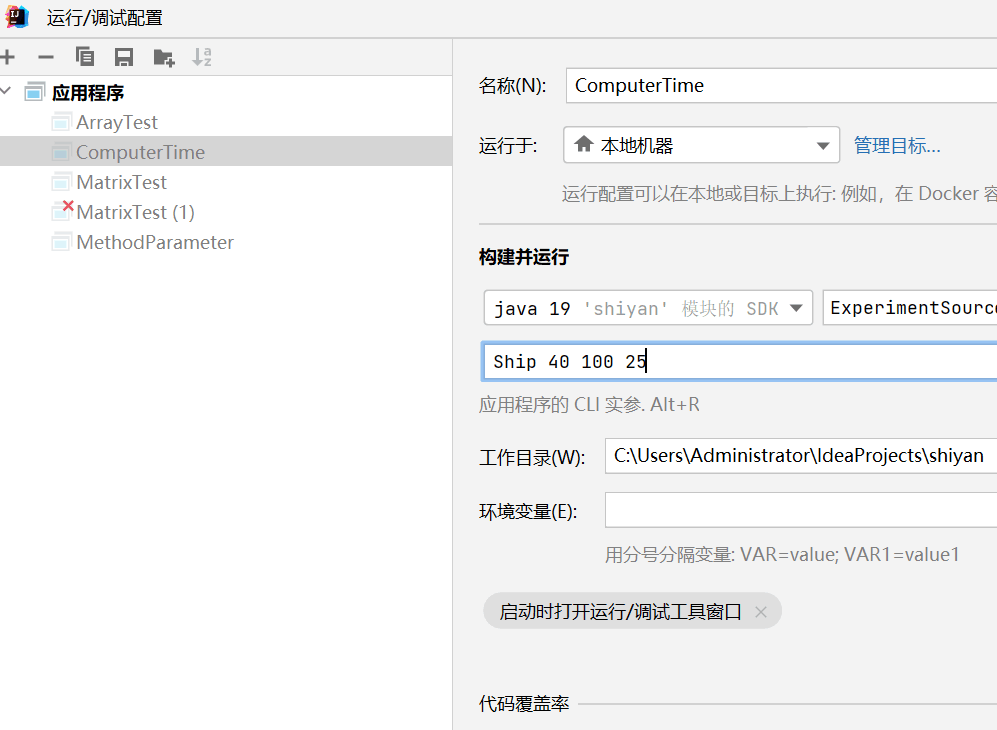 运行/调试配置
应用程序
ArrayTest
ComputerTime
MatrixTest
MatrixTest (1)
MethodParameter
名称(N): ComputerTime
运行于: 本地机器 管理目标...
运行配置可以在本地或目标上执行: 例如，在 Docker 容
构建并运行
java 19 'shiyan' 模块的 SDK ExperimentSource
Ship 40 100 25
应用程序的 CLI 实参. Alt+R
工作目录(W): C:\Users\Administrator\IdeaProjects\shiyan
环境变量(E):
用分号分隔变量: VAR=value; VAR1=value1
启动时打开运行/调试工具窗口
代码覆盖率